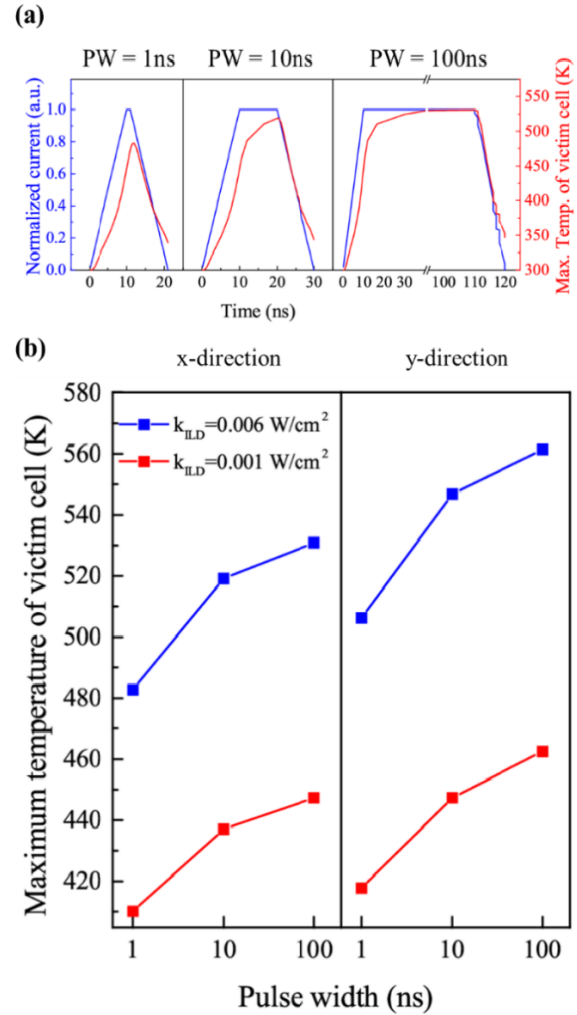 (a)
PW = 1ns PW = 10ns PW = 100ns
Normalized current (a.u.)
1.0
0.8
0.6
0.4
0.2
0.0
550
500
450
400
350
300
Max. Temp. of victim cell (K)
0 10 20 0 10 20 30 0 10 20 30 100 110 120
Time (ns)
(b)
x-direction y-direction
Maximum temperature of victim cell (K)
580
560
540
520
500
480
460
440
420
k_ILD=0.006 W/cm²
k_ILD=0.001 W/cm²
1 10 100 1 10 100
Pulse width (ns)